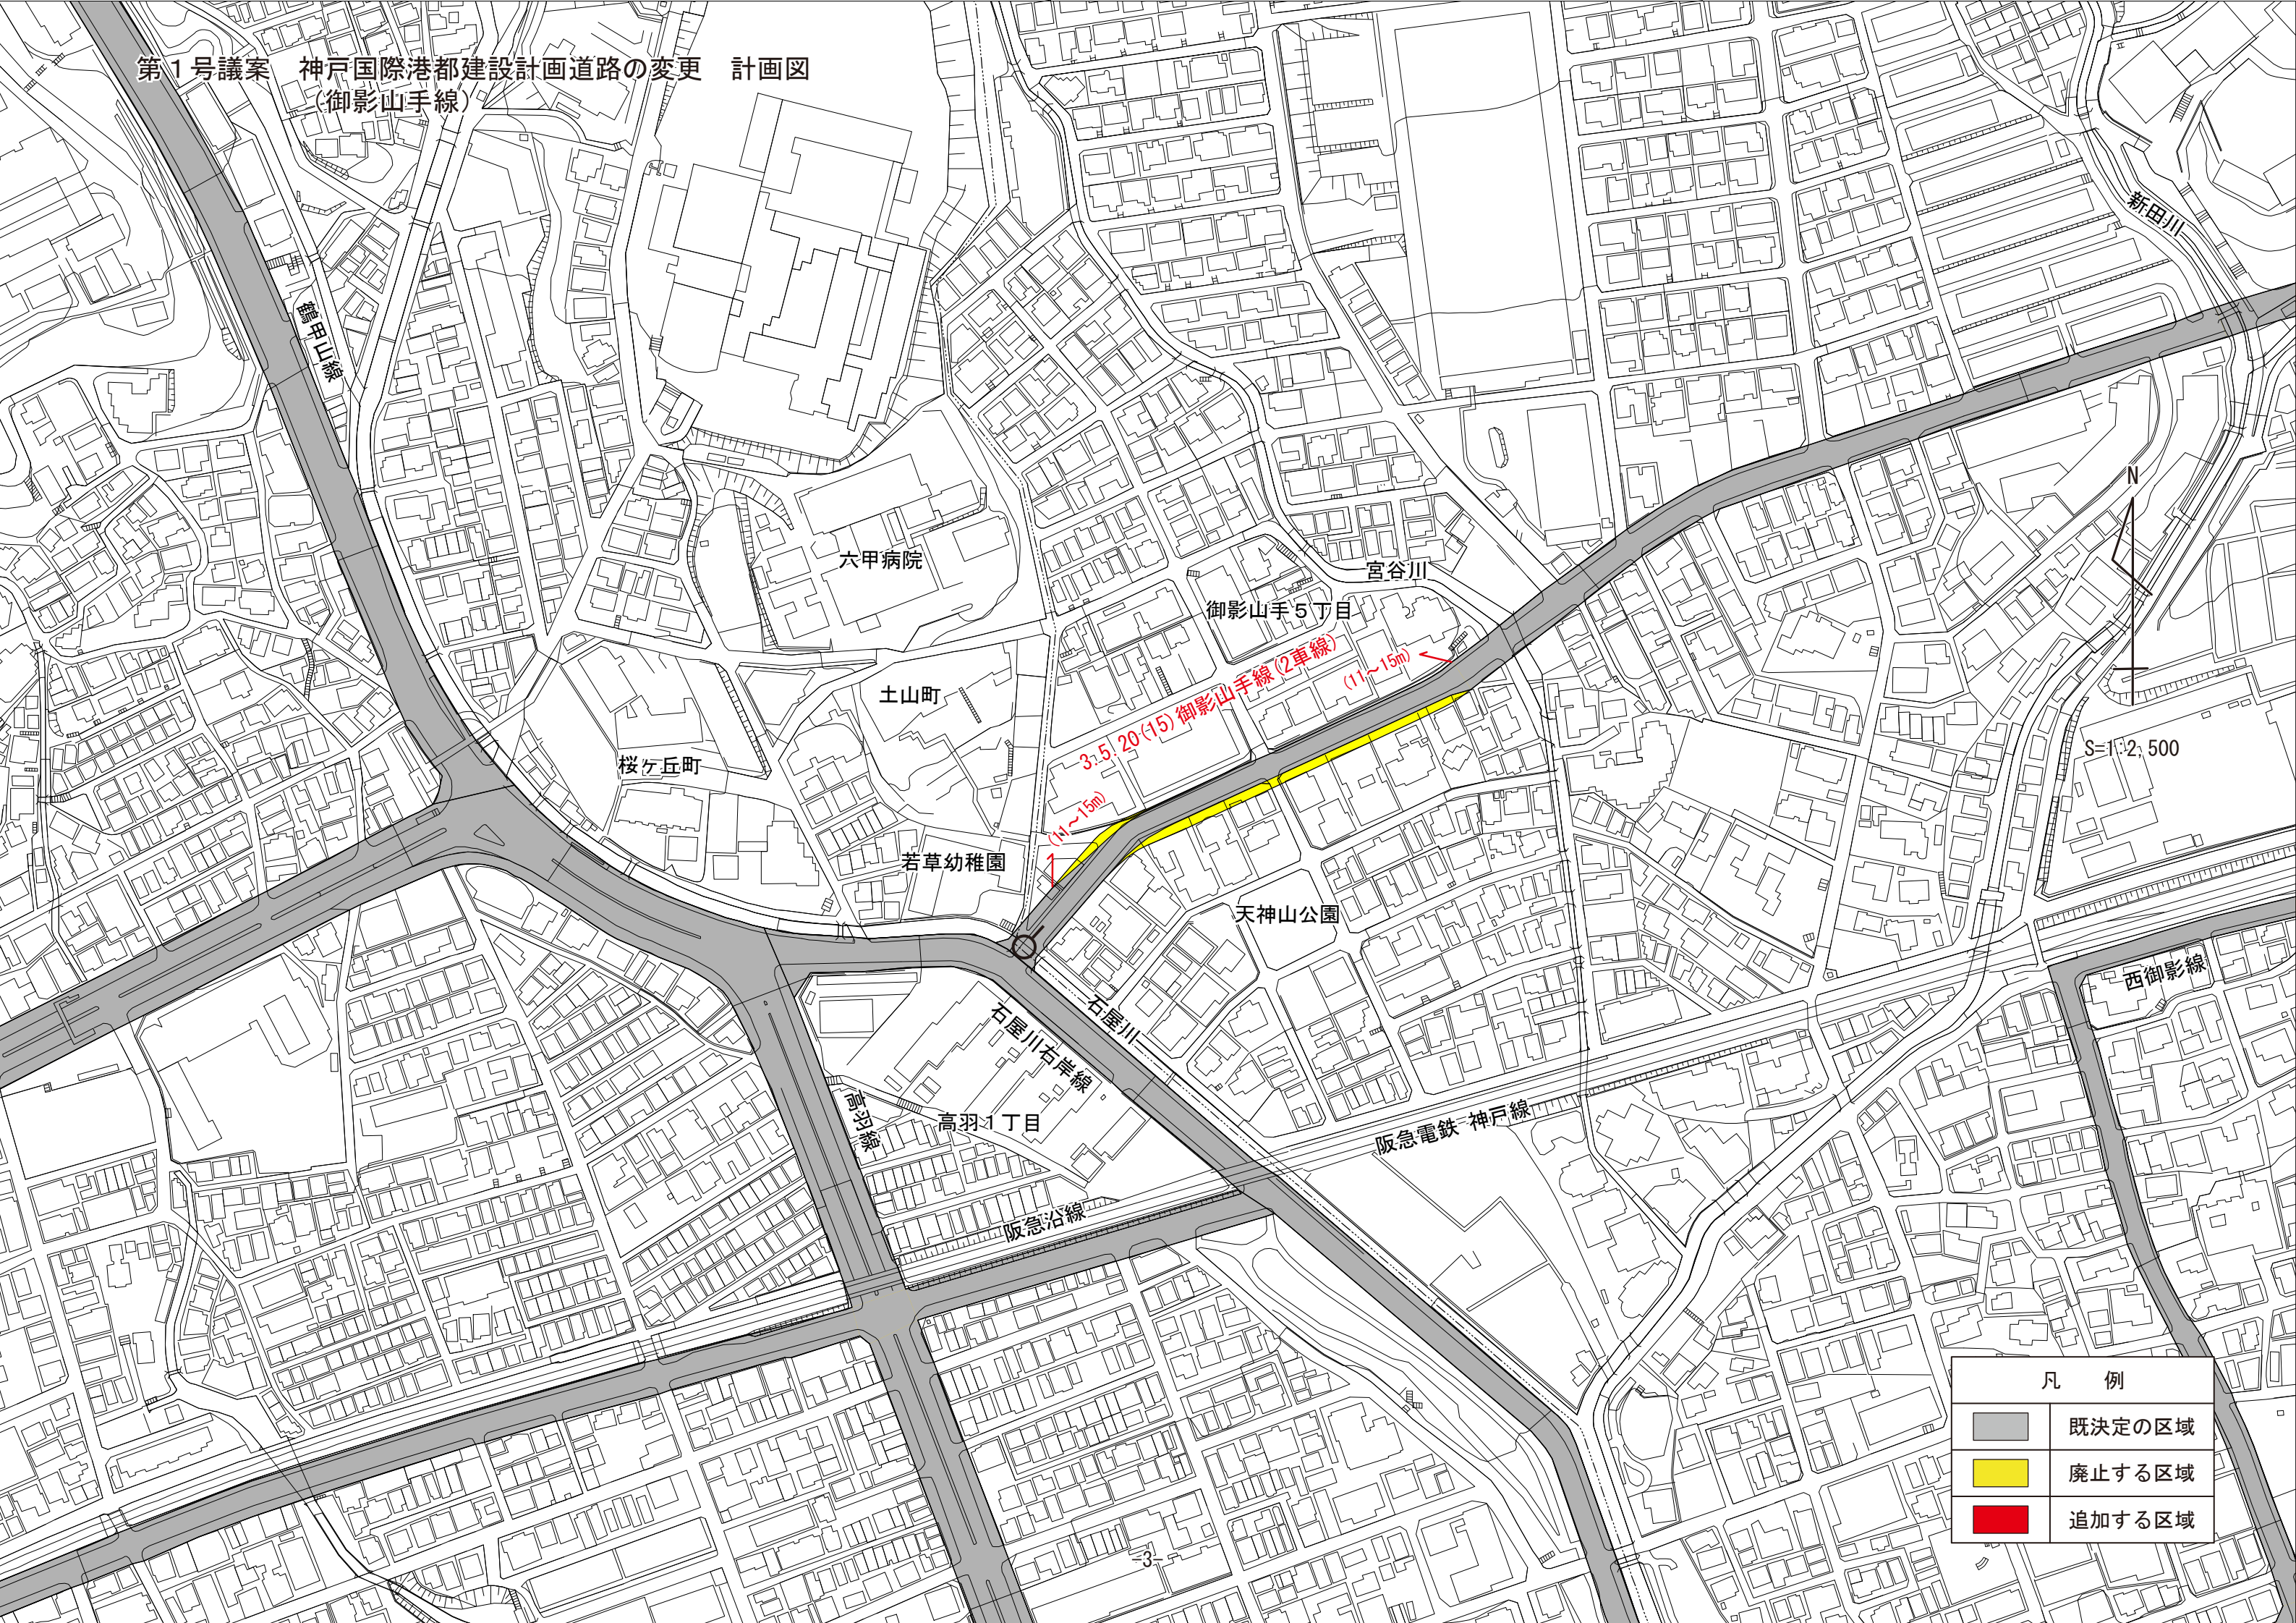 第1号議案　神戸国際港都建設計画道路の変更　計画図
（御影山手線）
新田川
鶴甲山線
N
六甲病院
宮谷川
御影山手5丁目
3.5.20(15)御影山手線(2車線)
(11～15m)
土山町
S=1:2,500
桜ヶ丘町
(11～15m)
若草幼稚園
天神山公園
西御影線
石屋川
石屋川右岸線
高羽線
高羽1丁目
阪急電鉄 神戸線
阪急沿線
凡　例
既決定の区域
廃止する区域
追加する区域
-3-